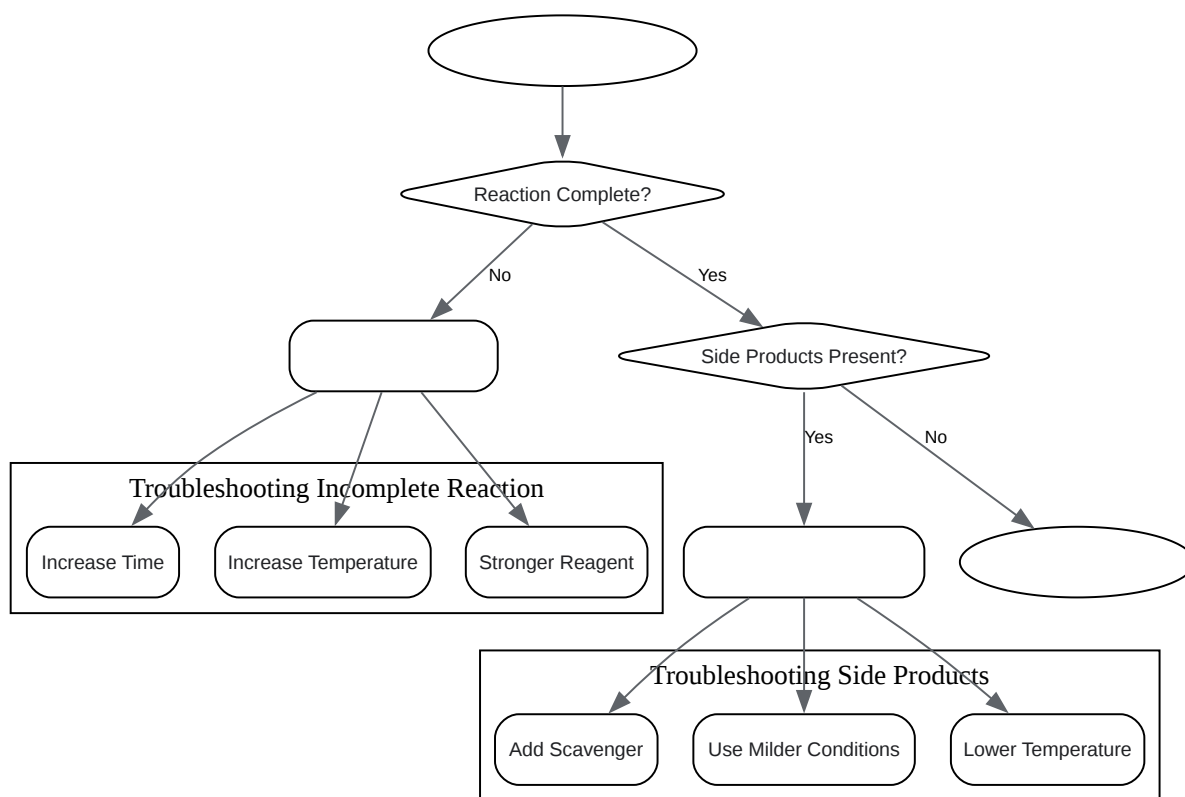 Reaction Complete?
No
Yes
Side Products Present?
Yes
No
Troubleshooting Incomplete Reaction
Increase Time
Increase Temperature
Stronger Reagent
Troubleshooting Side Products
Add Scavenger
Use Milder Conditions
Lower Temperature